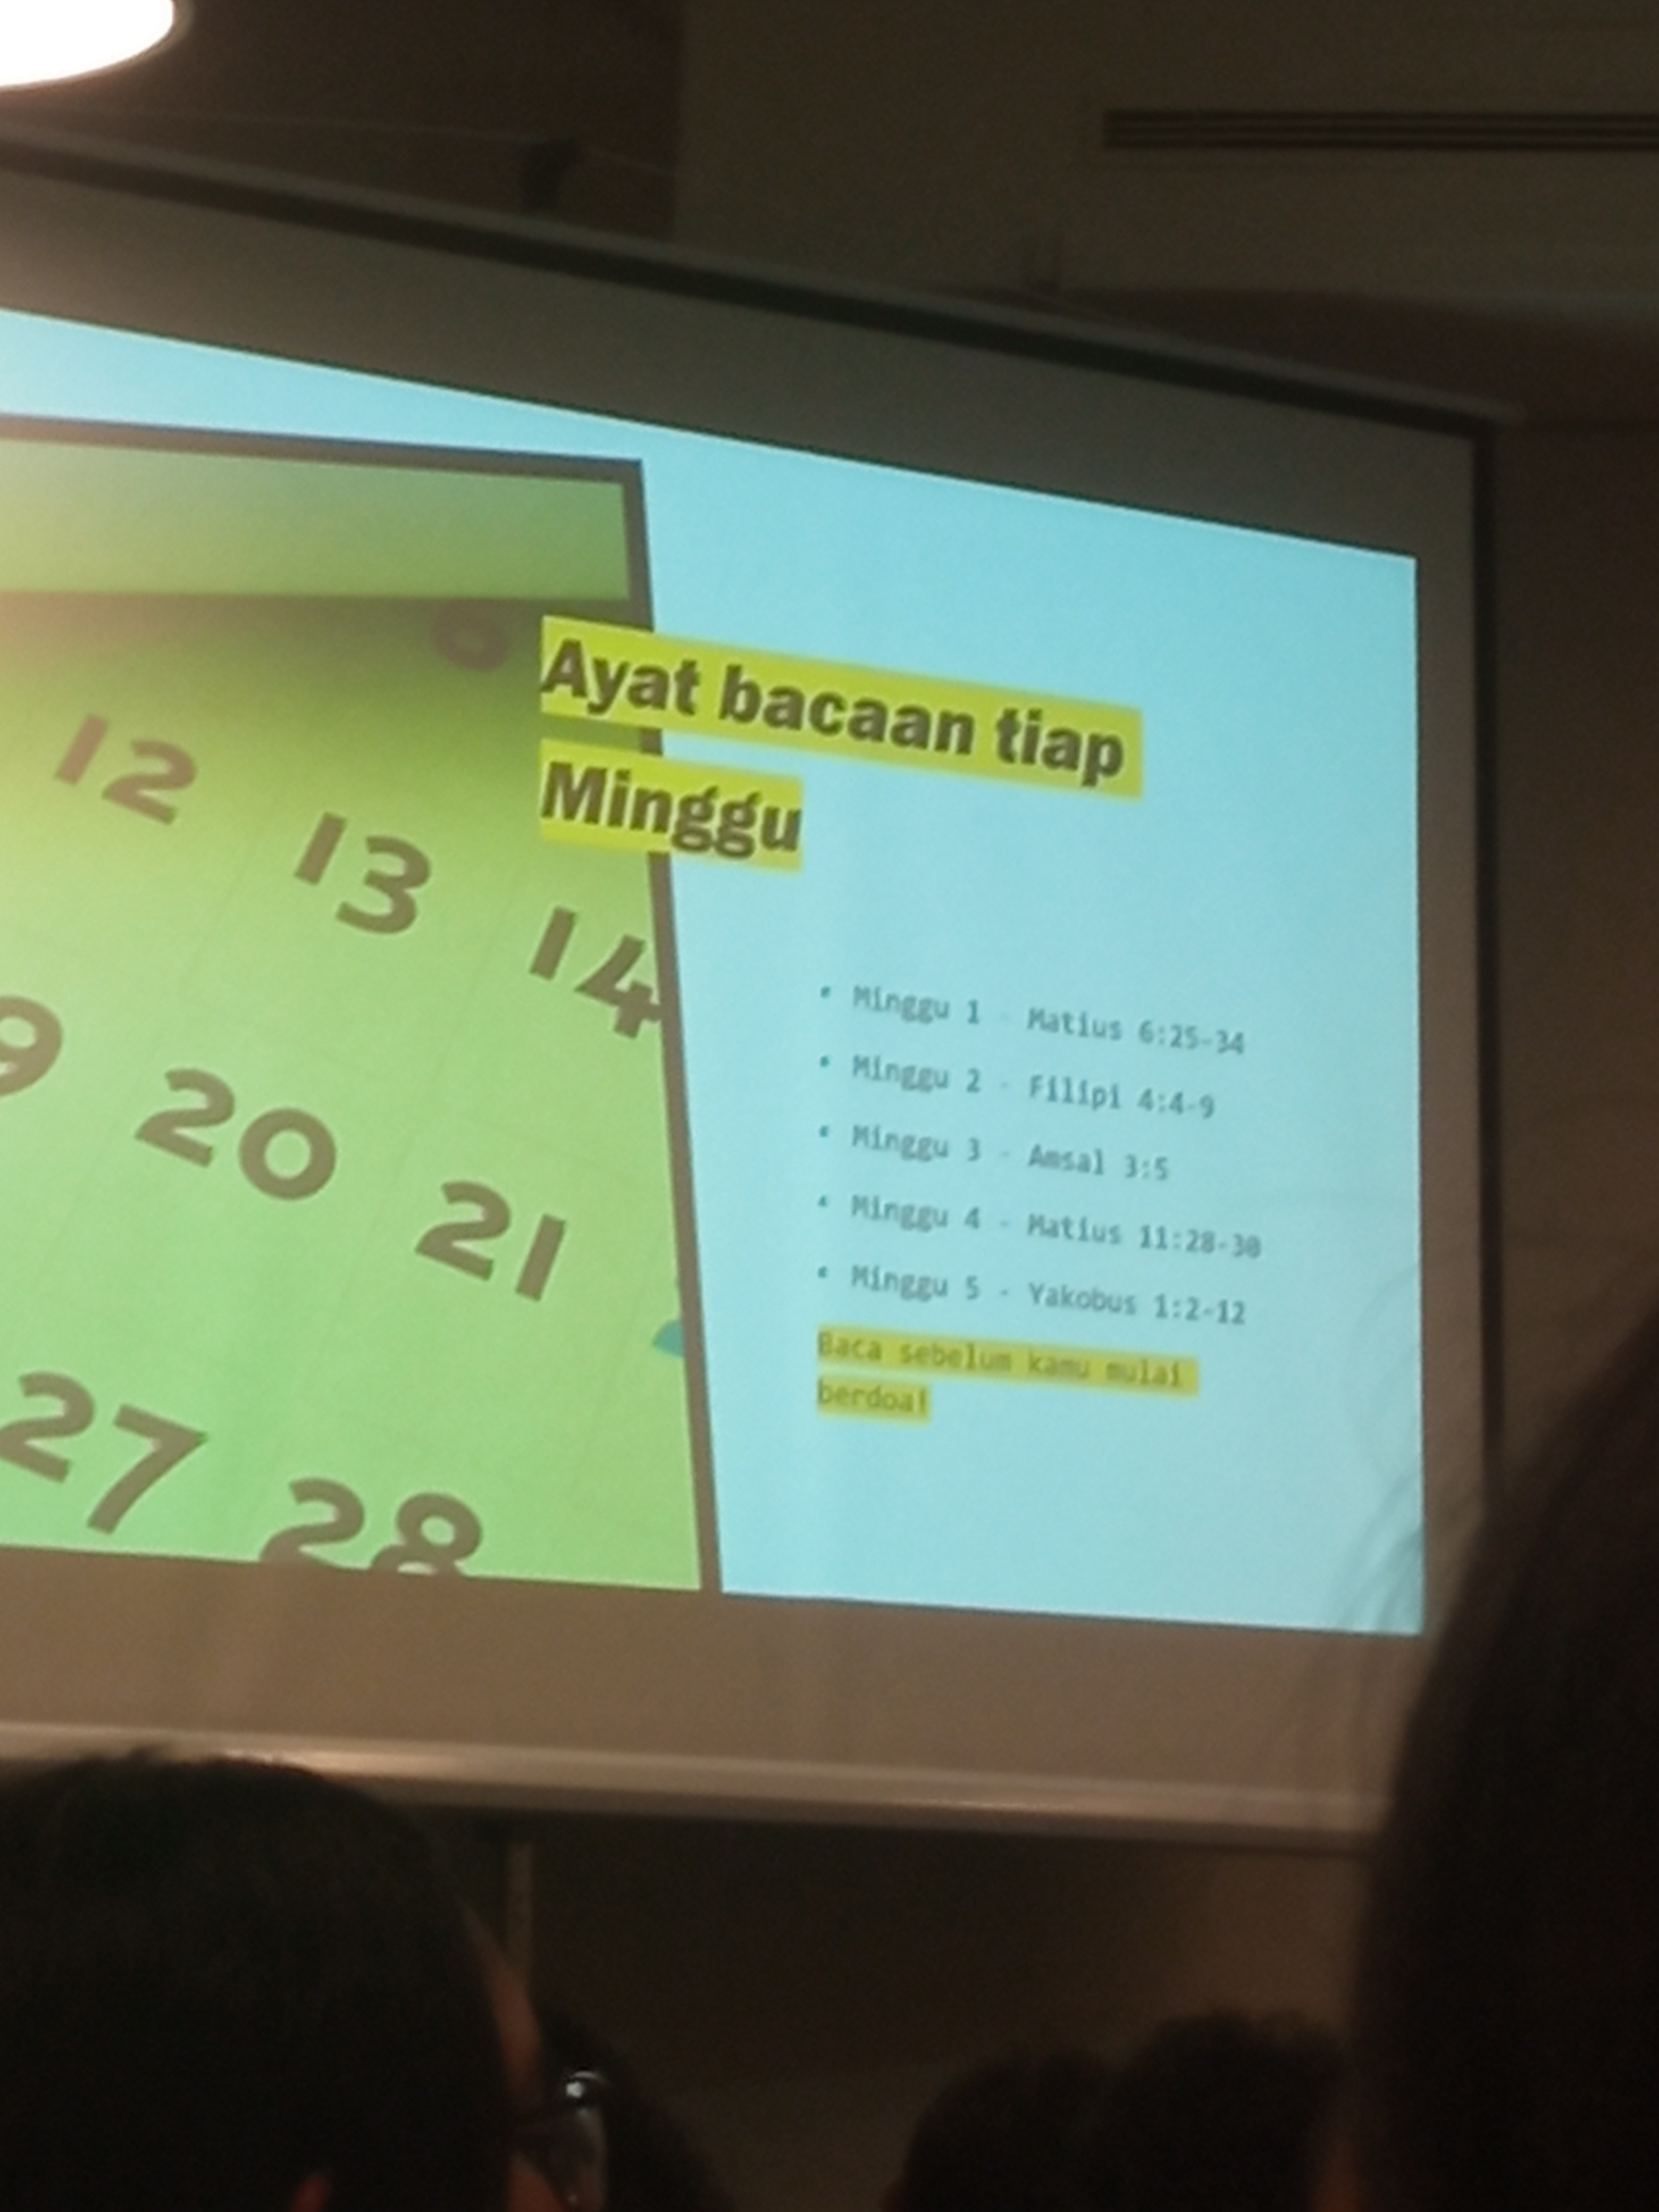 Ayat bacaan tiap
Minggu
• Minggu 1 - Matius 6:25-34
• Minggu 2 - Filipi 4:4-9
• Minggu 3 - Amsal 3:5
• Minggu 4 - Matius 11:28-30
• Minggu 5 - Yakobus 1:2-12
Baca sebelum kamu mulai
berdoa!
6
12 13 14
9 20 21
27 28